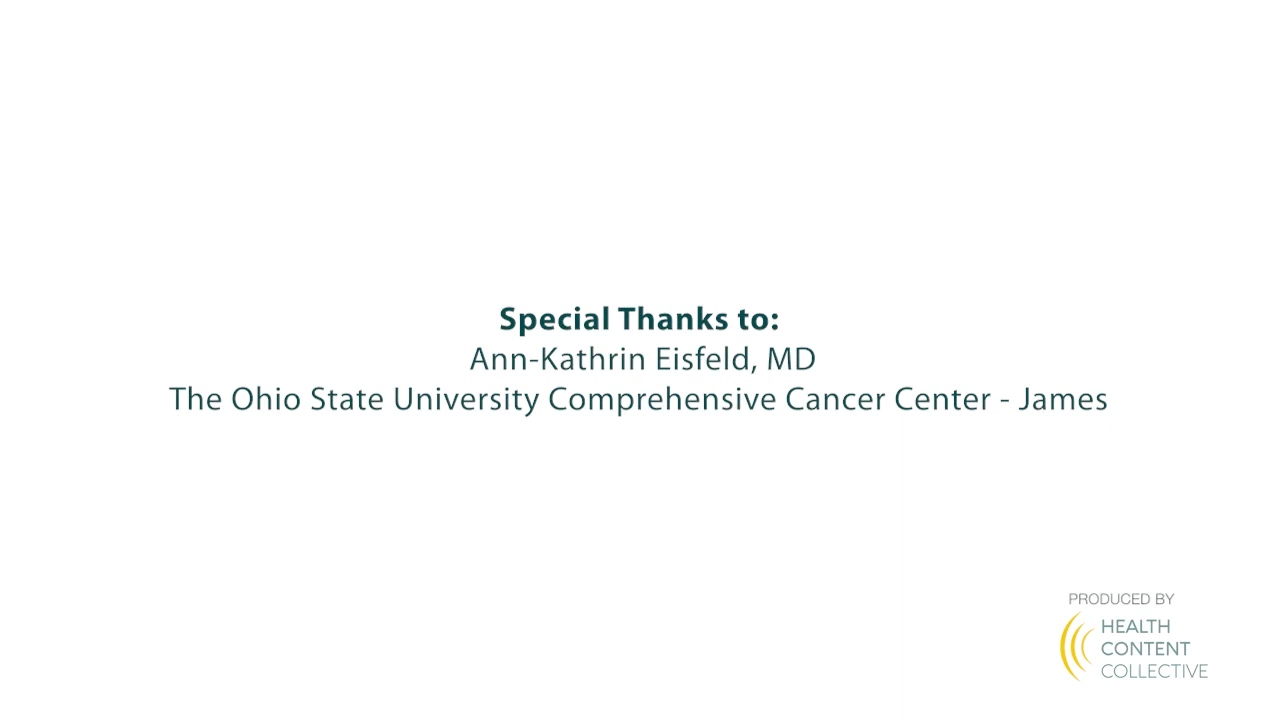 Special Thanks to:
Ann-Kathrin Eisfeld, MD
The Ohio State University Comprehensive Cancer Center - James
PRODUCED BY
HEALTH
CONTENT
COLLECTIVE